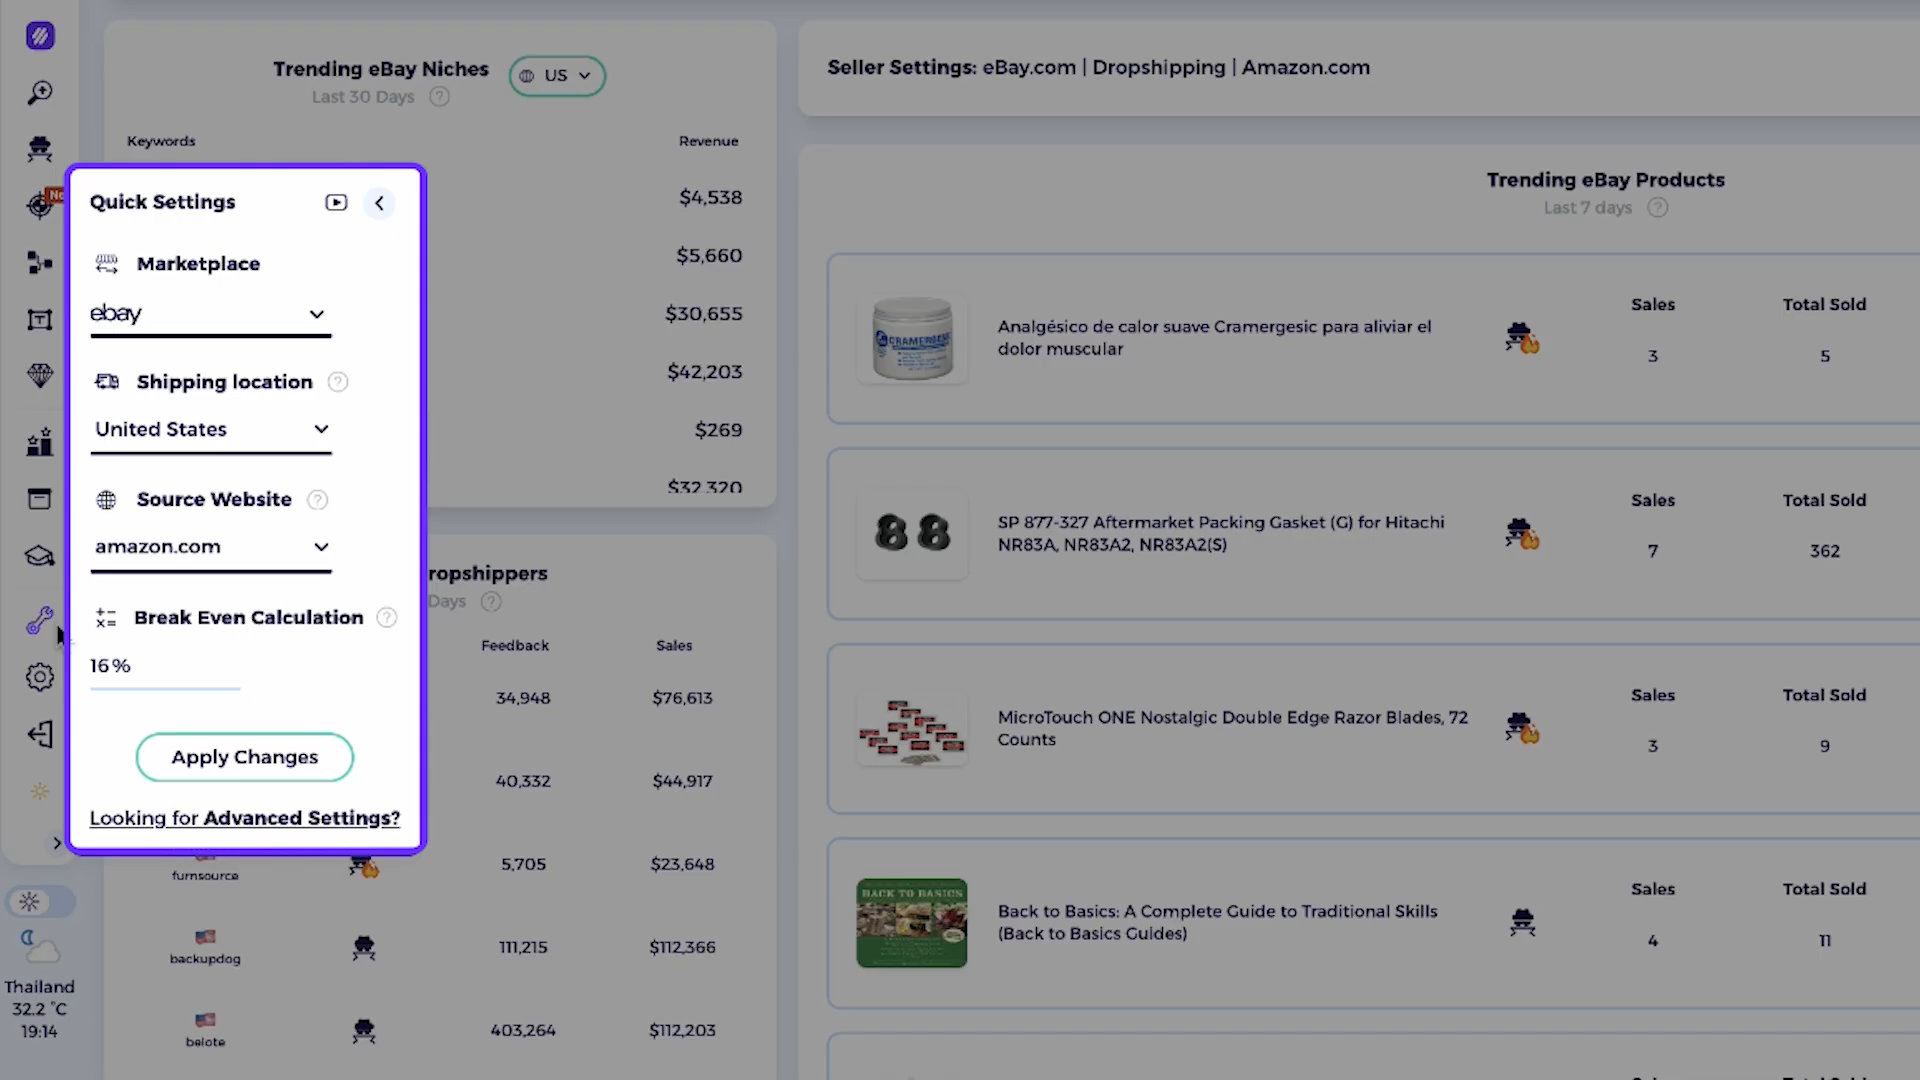 Trending eBay Niches
Last 30 Days
US
Keywords
Revenue
$4,538
$5,660
$30,655
$42,203
$269
$32,320
Quick Settings
Marketplace
ebay
Shipping location
United States
Source Website
amazon.com
Break Even Calculation
16%
Apply Changes
Looking for Advanced Settings?
ropshippers
Days
Feedback
Sales
34,948
$76,613
40,332
$44,917
furnsource
5,705
$23,648
backupdog
111,215
$112,366
belote
403,264
$112,203
Thailand
32.2 °C
19:14
Seller Settings: eBay.com | Dropshipping | Amazon.com
Trending eBay Products
Last 7 days
Analgésico de calor suave Cramergesic para aliviar el
dolor muscular
Sales
Total Sold
3
5
CRAMERGESIC
SP 877-327 Aftermarket Packing Gasket (G) for Hitachi
NR83A, NR83A2, NR83A2(S)
Sales
Total Sold
7
362
MicroTouch ONE Nostalgic Double Edge Razor Blades, 72
Counts
Sales
Total Sold
3
9
BACK TO BASICS
Back to Basics: A Complete Guide to Traditional Skills
(Back to Basics Guides)
Sales
Total Sold
4
11